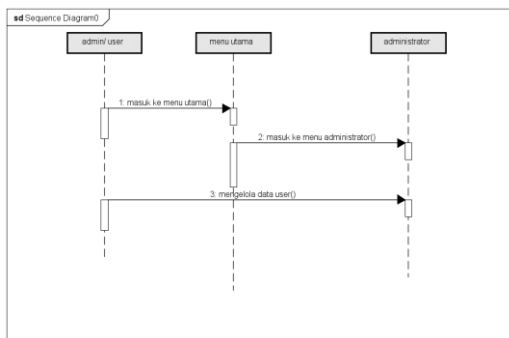 sd Sequence Diagram0
admin/ user
menu utama
administrator
1: masuk ke menu utama()
2: masuk ke menu administrator()
3: mengelola data user()